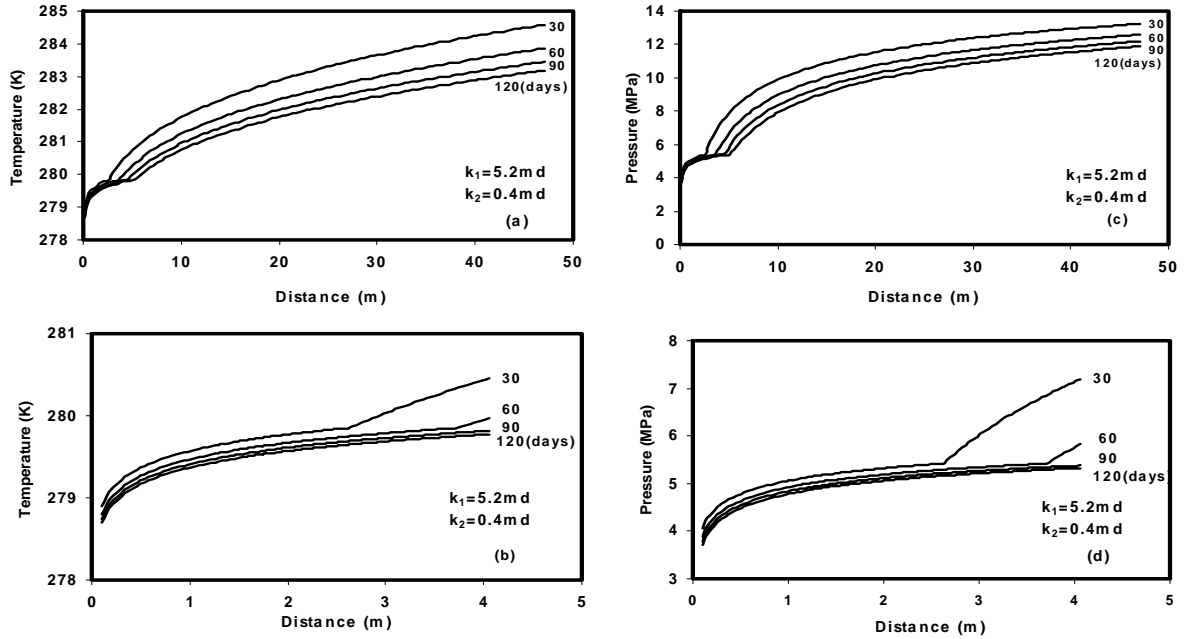 285
284
283
282
281
280
279
278
Temperature (K)
30
60
90
120(days)
k₁=5.2md
k₂=0.4md
(a)
0 10 20 30 40 50
Distance (m)
14
12
10
8
6
4
2
0
Pressure (MPa)
30
60
90
120(days)
k₁=5.2md
k₂=0.4md
(c)
0 10 20 30 40 50
Distance (m)
281
280
279
278
Temperature (K)
30
60
90
120(days)
k₁=5.2md
k₂=0.4md
(b)
0 1 2 3 4 5
Distance (m)
8
7
6
5
4
3
Pressure (MPa)
30
60
90
120(days)
k₁=5.2md
k₂=0.4md
(d)
0 1 2 3 4 5
Distance (m)